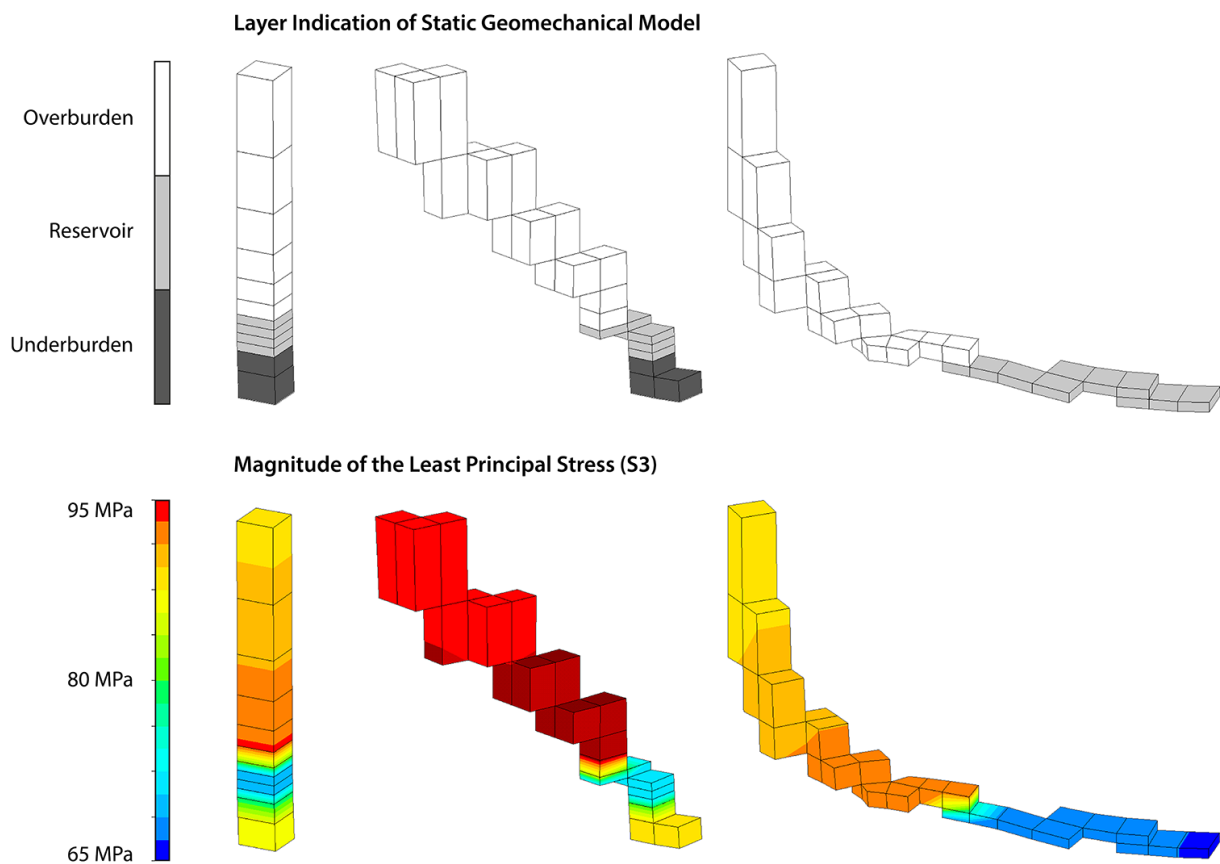 Layer Indication of Static Geomechanical Model
Overburden
Reservoir
Underburden
Magnitude of the Least Principal Stress (S3)
95 MPa
80 MPa
65 MPa